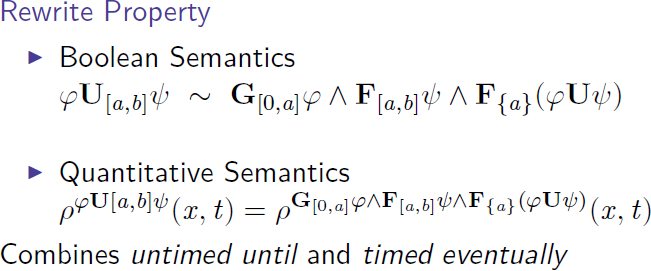 Rewrite Property
▶ Boolean Semantics
φU[a,b]ψ ∼ G[0,a]φ ∧ F[a,b]ψ ∧ F{a}(φUψ)
▶ Quantitative Semantics
ρ^φU[a,b]ψ(x, t) = ρ^G[0,a]φ∧F[a,b]ψ∧F{a}(φUψ)(x, t)
Combines untimed until and timed eventually